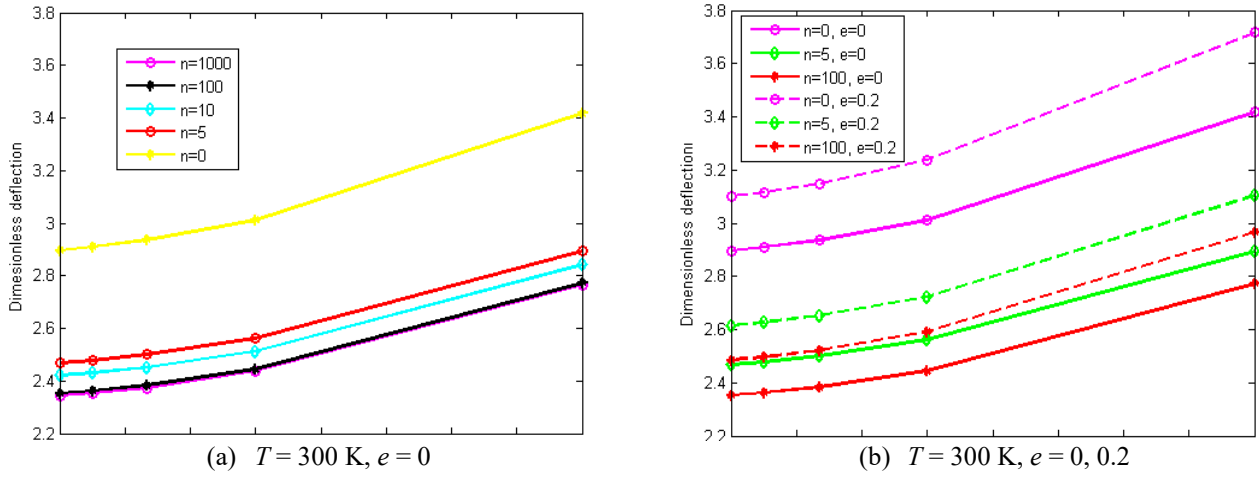 3.8
3.6
3.4
3.2
3
2.8
2.6
2.4
2.2
Dimesionless deflection
n=1000
n=100
n=10
n=5
n=0
(a) T = 300 K, e = 0
3.8
3.6
3.4
3.2
3
2.8
2.6
2.4
2.2
Dimensionless deflectionı
n=0, e=0
n=5, e=0
n=100, e=0
n=0, e=0.2
n=5, e=0.2
n=100, e=0.2
(b) T = 300 K, e = 0, 0.2